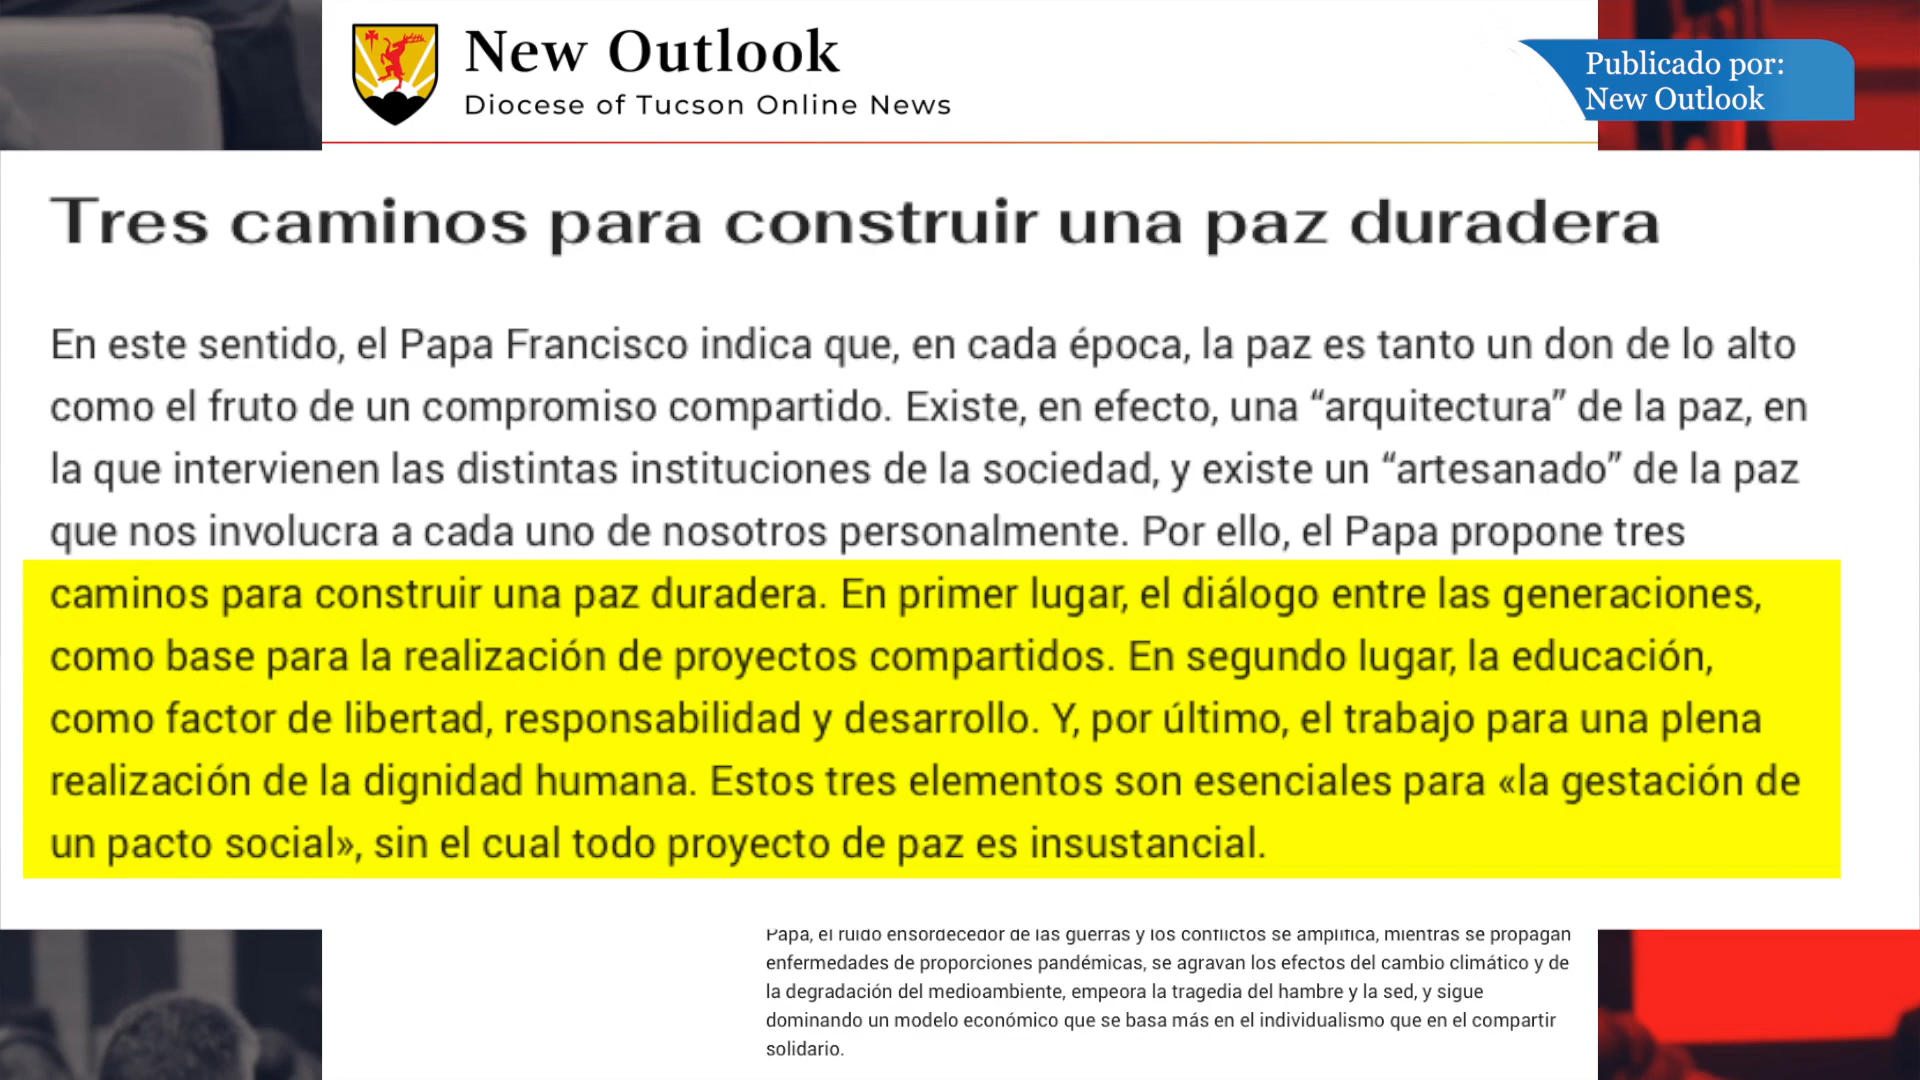 New Outlook
Diocese of Tucson Online News
Publicado por:
New Outlook
Tres caminos para construir una paz duradera
En este sentido, el Papa Francisco indica que, en cada época, la paz es tanto un don de lo alto
como el fruto de un compromiso compartido. Existe, en efecto, una “arquitectura” de la paz, en
la que intervienen las distintas instituciones de la sociedad, y existe un “artesanado” de la paz
que nos involucra a cada uno de nosotros personalmente. Por ello, el Papa propone tres
caminos para construir una paz duradera. En primer lugar, el diálogo entre las generaciones,
como base para la realización de proyectos compartidos. En segundo lugar, la educación,
como factor de libertad, responsabilidad y desarrollo. Y, por último, el trabajo para una plena
realización de la dignidad humana. Estos tres elementos son esenciales para «la gestación de
un pacto social», sin el cual todo proyecto de paz es insustancial.
Papa, el ruido ensordecedor de las guerras y los conflictos se amplifica, mientras se propagan
enfermedades de proporciones pandémicas, se agravan los efectos del cambio climático y de
la degradación del medioambiente, empeora la tragedia del hambre y la sed, y sigue
dominando un modelo económico que se basa más en el individualismo que en el compartir
solidario.